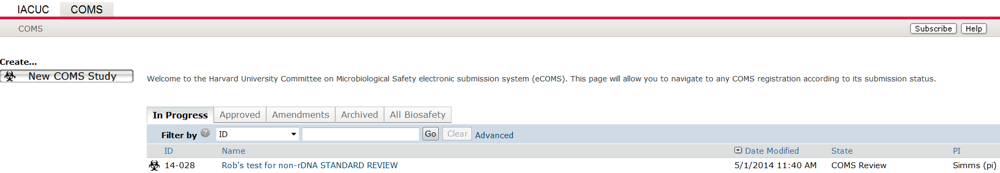 IACUC COMS
COMS Subscribe Help
Create...
New COMS Study
Welcome to the Harvard University Committee on Microbiological Safety electronic submission system (eCOMS). This page will allow you to navigate to any COMS registration according to its submission status.
In Progress Approved Amendments Archived All Biosafety
Filter by ? ID Go Clear Advanced
ID Name Date Modified State PI
14-028 Rob's test for non-rDNA STANDARD REVIEW 5/1/2014 11:40 AM COMS Review Simms (pi)